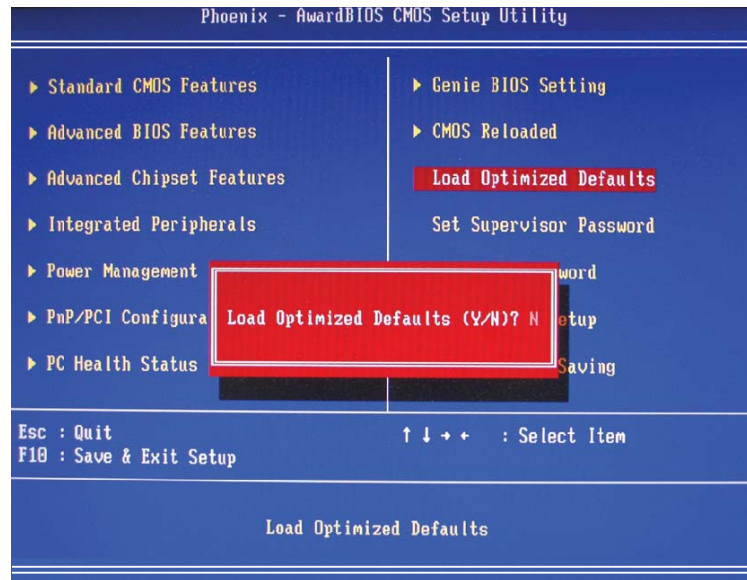 Phoenix - AwardBIOS CMOS Setup Utility
▶ Standard CMOS Features
▶ Advanced BIOS Features
▶ Advanced Chipset Features
▶ Integrated Peripherals
▶ Power Management
▶ PnP/PCI Configura
▶ PC Health Status
▶ Genie BIOS Setting
▶ CMOS Reloaded
Load Optimized Defaults
Set Supervisor Password
word
etup
Saving
Load Optimized Defaults (Y/N)? N
Esc : Quit
F10 : Save & Exit Setup
↑ ↓ → ← : Select Item
Load Optimized Defaults